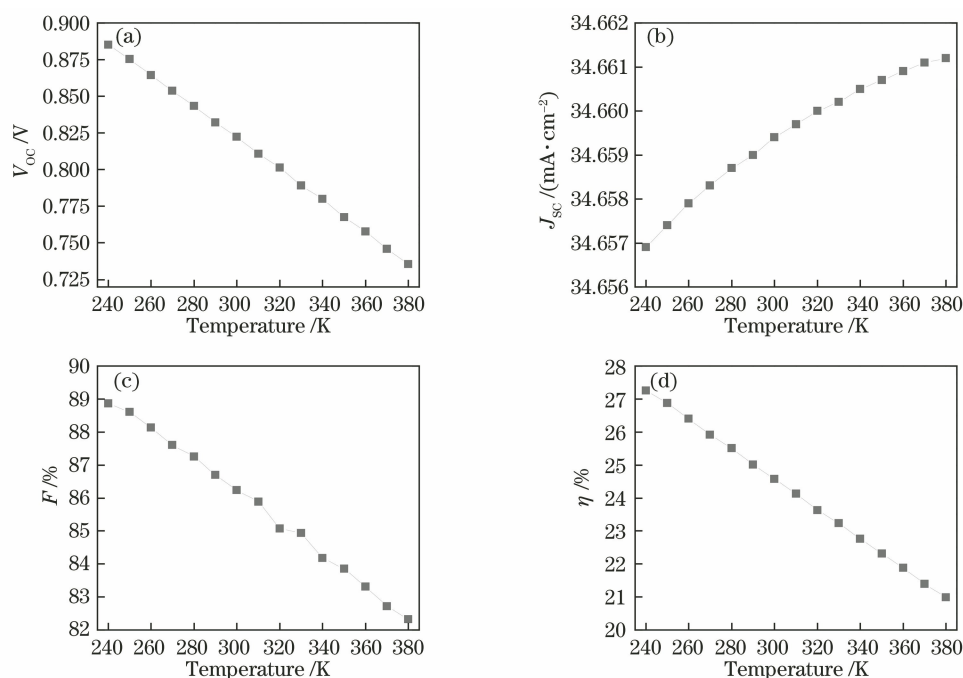 (a)
0.900
0.875
0.850
0.825
0.800
0.775
0.750
0.725
V_OC /V
240 260 280 300 320 340 360 380
Temperature /K
(b)
34.662
34.661
34.660
34.659
34.658
34.657
34.656
J_SC /(mA·cm⁻²)
240 260 280 300 320 340 360 380
Temperature /K
(c)
90
89
88
87
86
85
84
83
82
F /%
240 260 280 300 320 340 360 380
Temperature /K
(d)
28
27
26
25
24
23
22
21
20
η /%
240 260 280 300 320 340 360 380
Temperature /K